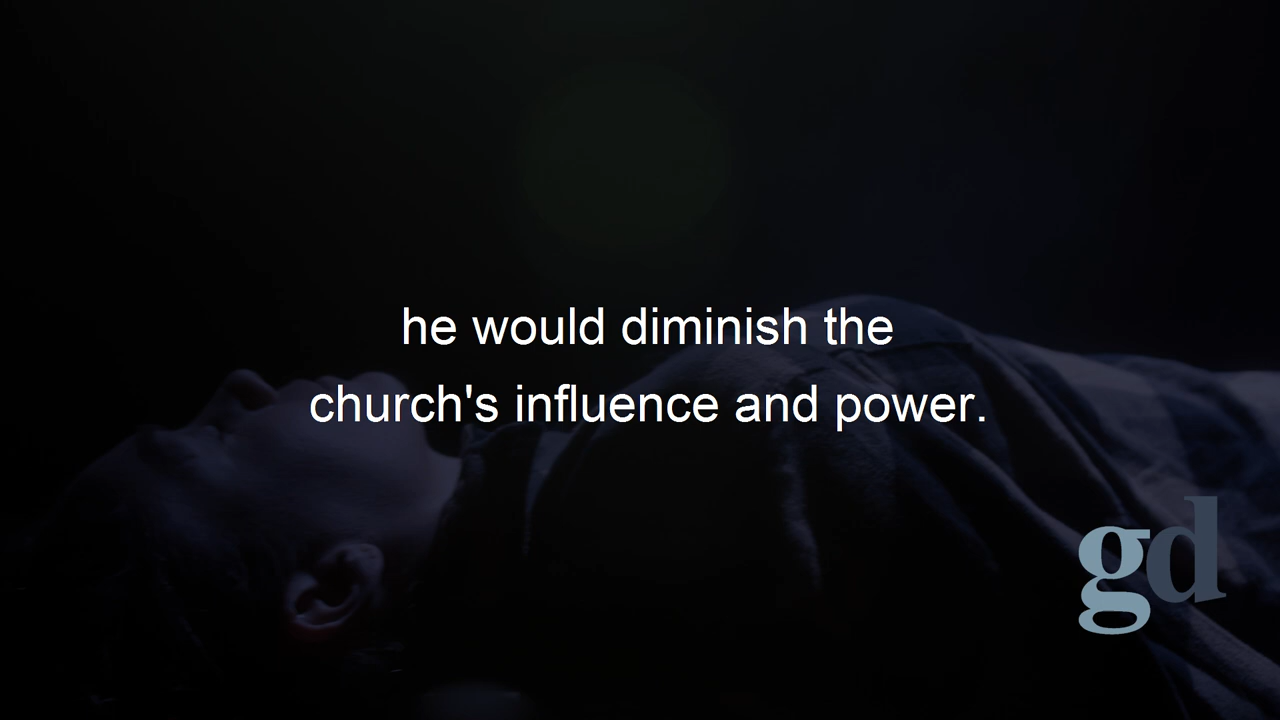 he would diminish the
church's influence and power.
gd